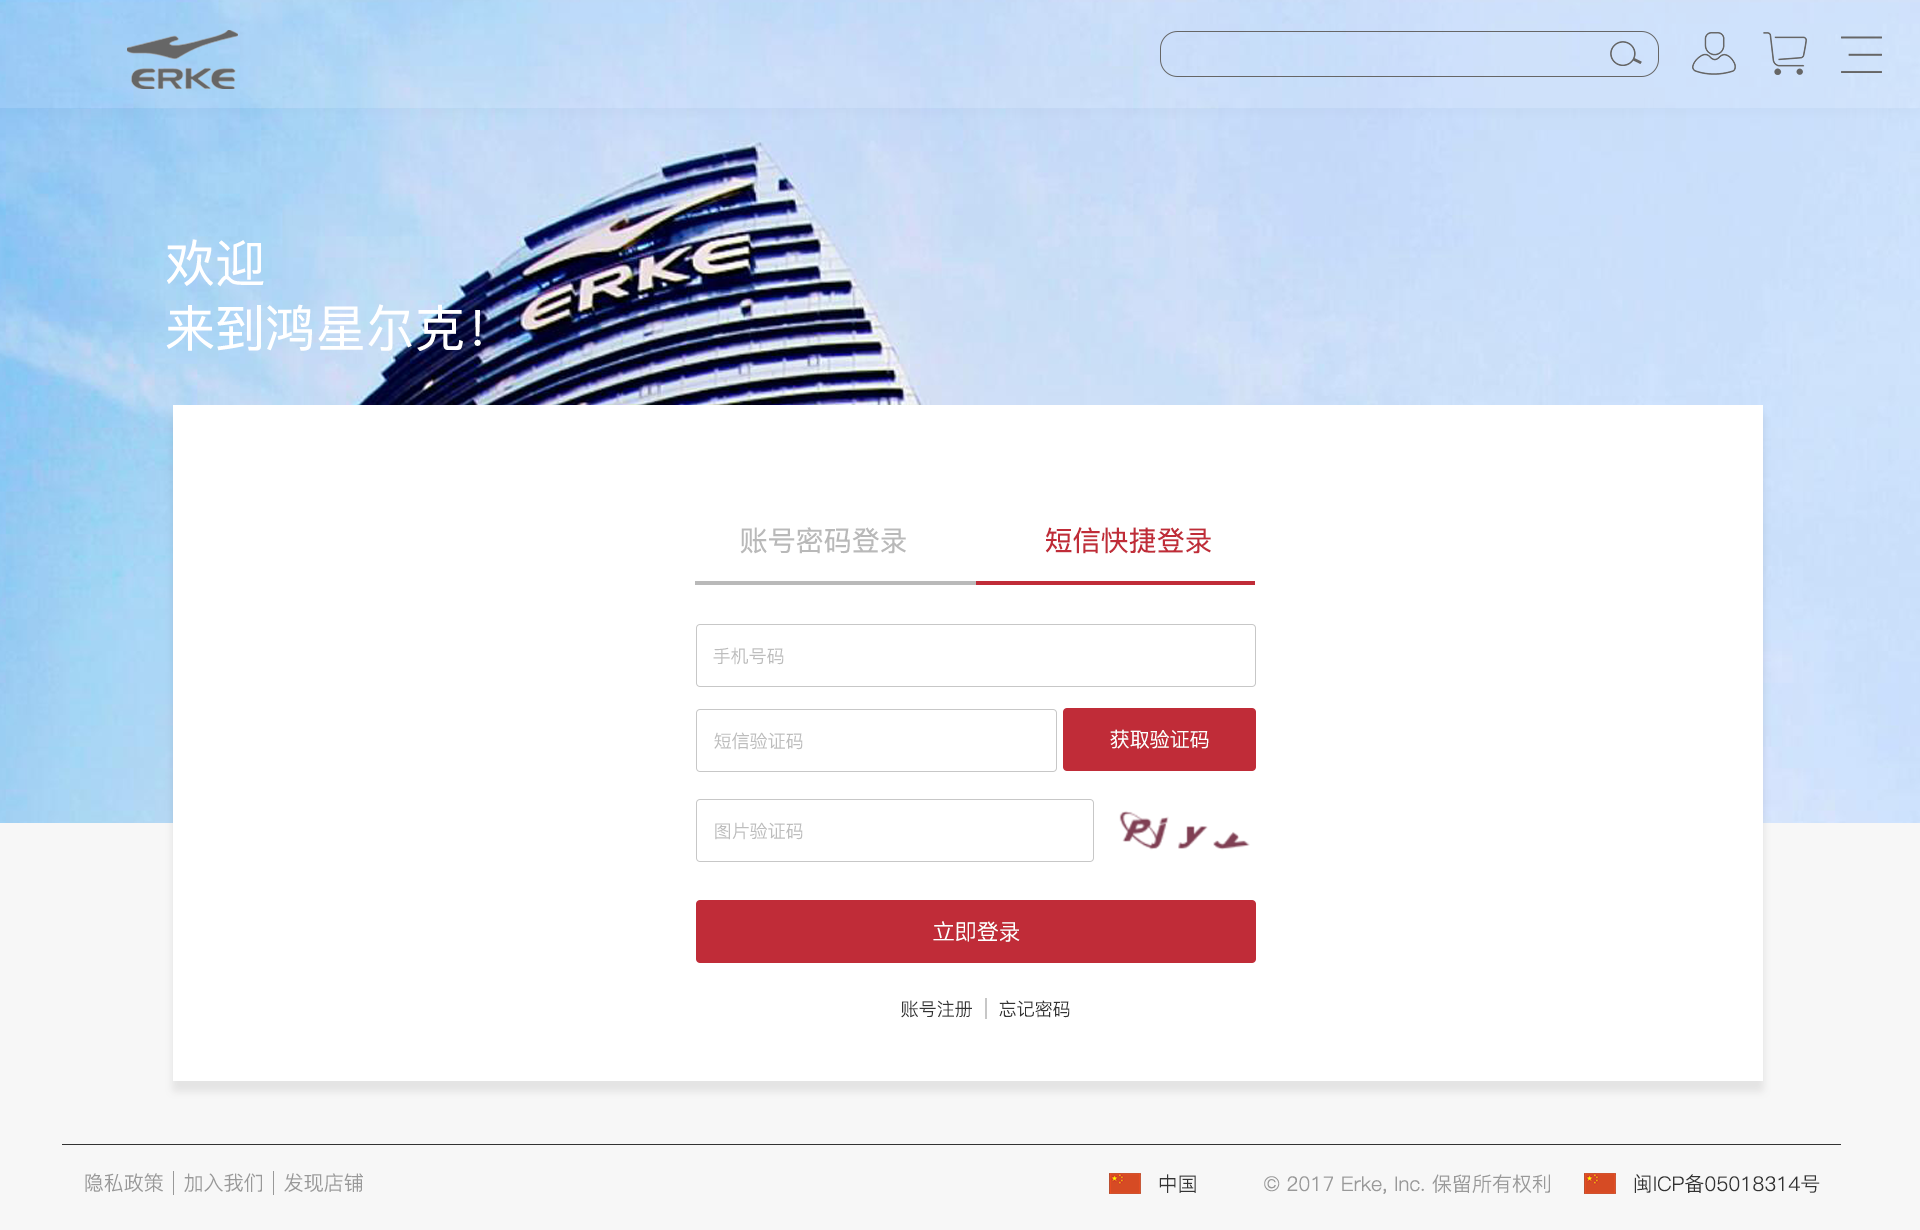 ERKE
ERKE
欢迎
来到鸿星尔克！
账号密码登录
短信快捷登录
手机号码
短信验证码
获取验证码
图片验证码
立即登录
账号注册 | 忘记密码
隐私政策 | 加入我们 | 发现店铺
中国
© 2017 Erke, Inc. 保留所有权利
闽ICP备05018314号